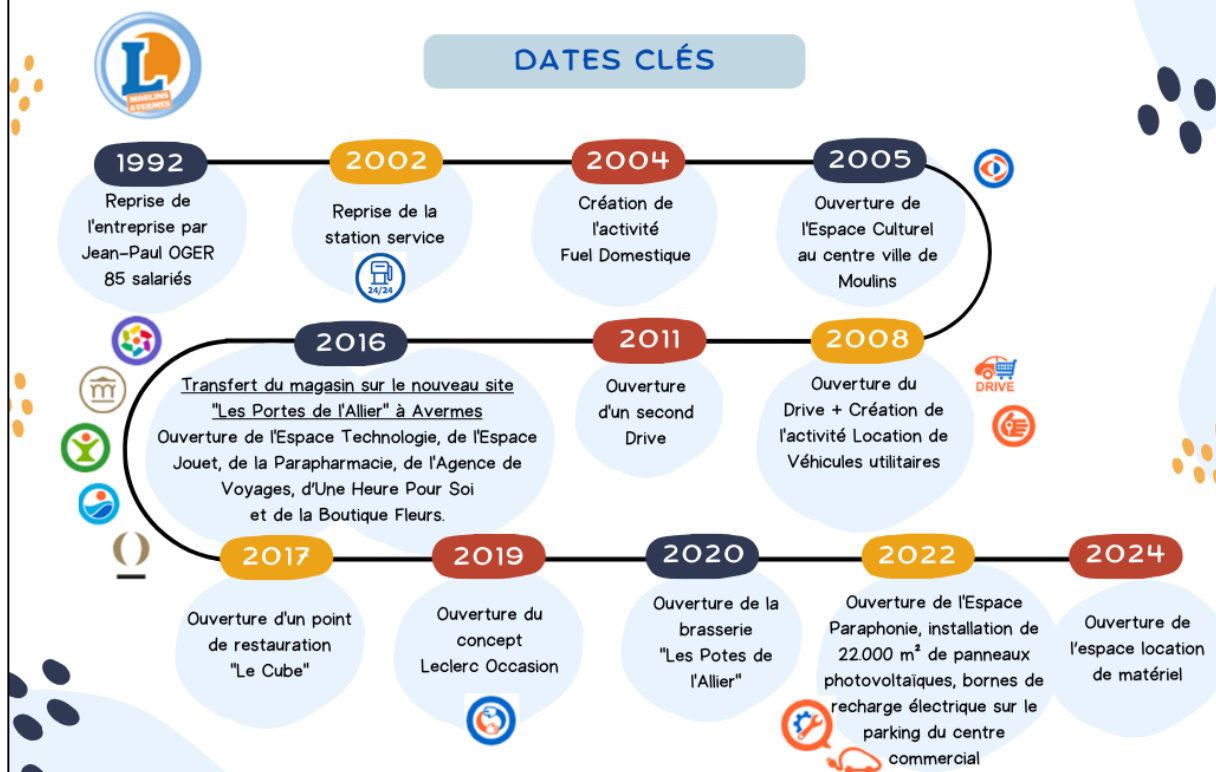 L
MOULINS
AVERMES
DATES CLÉS
1992
Reprise de
l'entreprise par
Jean-Paul OGER
85 salariés
2002
Reprise de la
station service
24/24
2004
Création de
l'activité
Fuel Domestique
2005
Ouverture de
l'Espace Culturel
au centre ville de
Moulins
2008
Ouverture du
Drive + Création de
l'activité Location de
Véhicules utilitaires
DRIVE
2011
Ouverture
d'un second
Drive
2016
Transfert du magasin sur le nouveau site
"Les Portes de l'Allier" à Avermes
Ouverture de l'Espace Technologie, de l'Espace
Jouet, de la Parapharmacie, de l'Agence de
Voyages, d'Une Heure Pour Soi
et de la Boutique Fleurs.
2017
Ouverture d'un point
de restauration
"Le Cube"
2019
Ouverture du
concept
Leclerc Occasion
2020
Ouverture de la
brasserie
"Les Potes de
l'Allier"
2022
Ouverture de l'Espace
Paraphonie, installation de
22.000 m² de panneaux
photovoltaïques, bornes de
recharge électrique sur le
parking du centre
commercial
2024
Ouverture de
l'espace location
de matériel